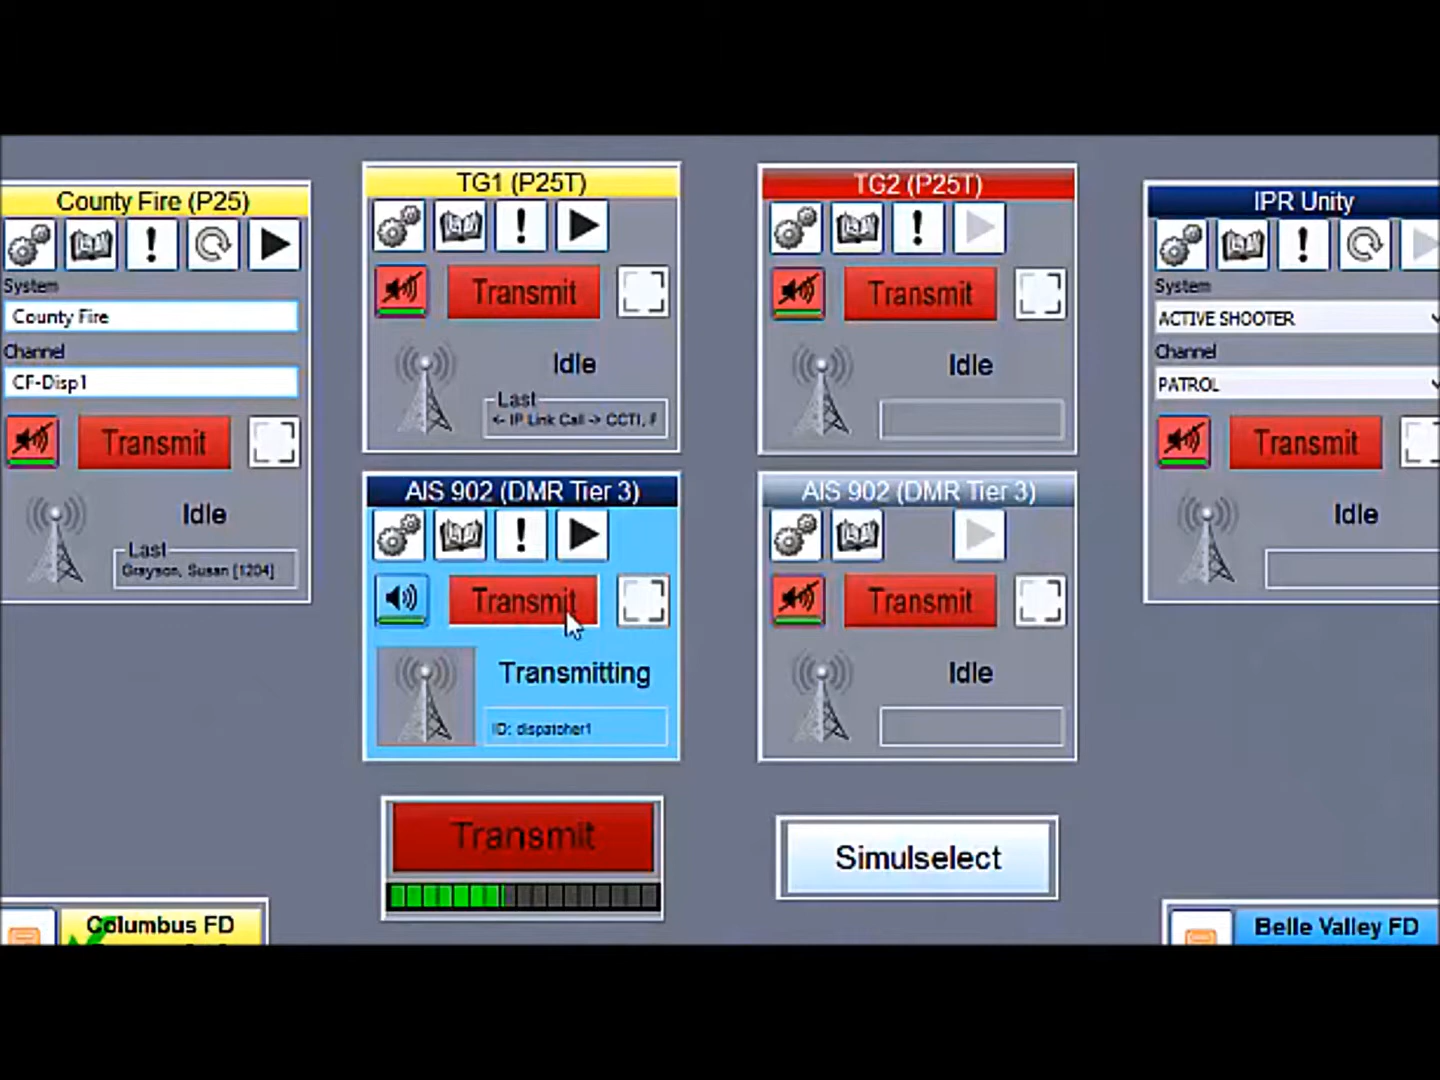 County Fire (P25)
System
County Fire
Channel
CF-Disp1
Transmit
Idle
Last
Grayson, Susan [1204]
TG1 (P25T)
Transmit
Idle
Last
<- IP Link Call -> CCTI, F
TG2 (P25T)
Transmit
Idle
IPR Unity
System
ACTIVE SHOOTER
Channel
PATROL
Transmit
Idle
AIS 902 (DMR Tier 3)
Transmit
Transmitting
ID: dispatcher1
AIS 902 (DMR Tier 3)
Transmit
Idle
Transmit
Simulselect
Columbus FD
Belle Valley FD